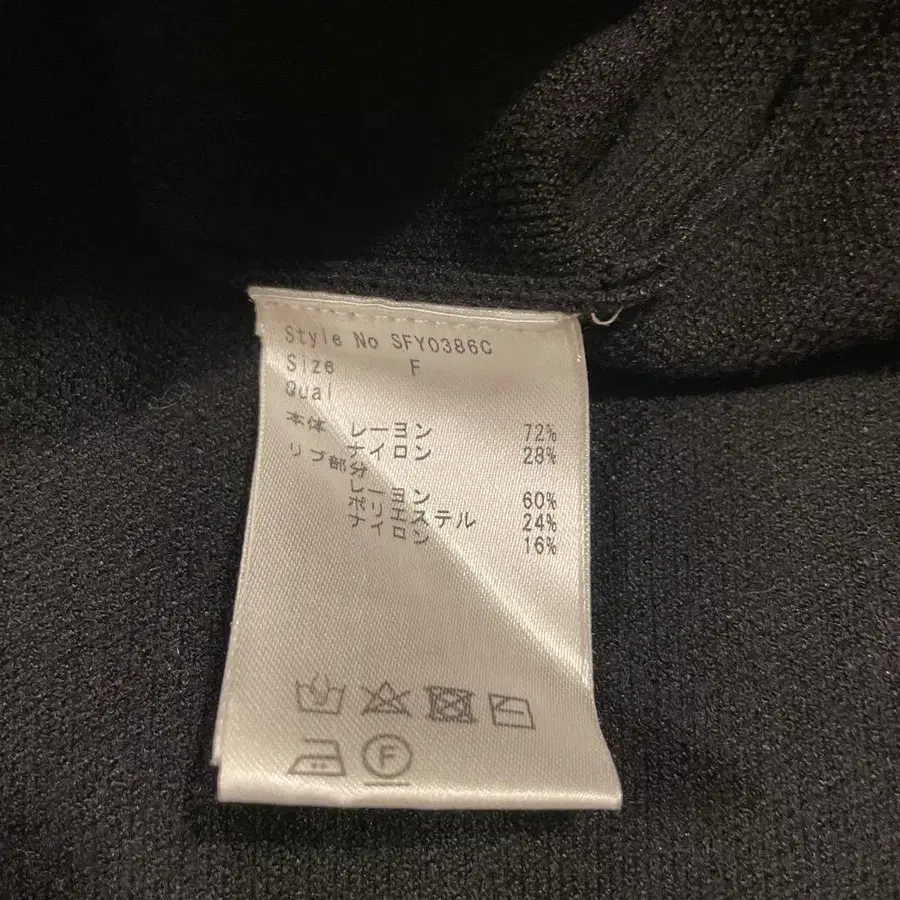 Style No SFY0386C
Size F
Qual
本体 レーヨン 72%
ナイロン 28%
リブ部分
レーヨン 60%
ポリエステル 24%
ナイロン 16%
F